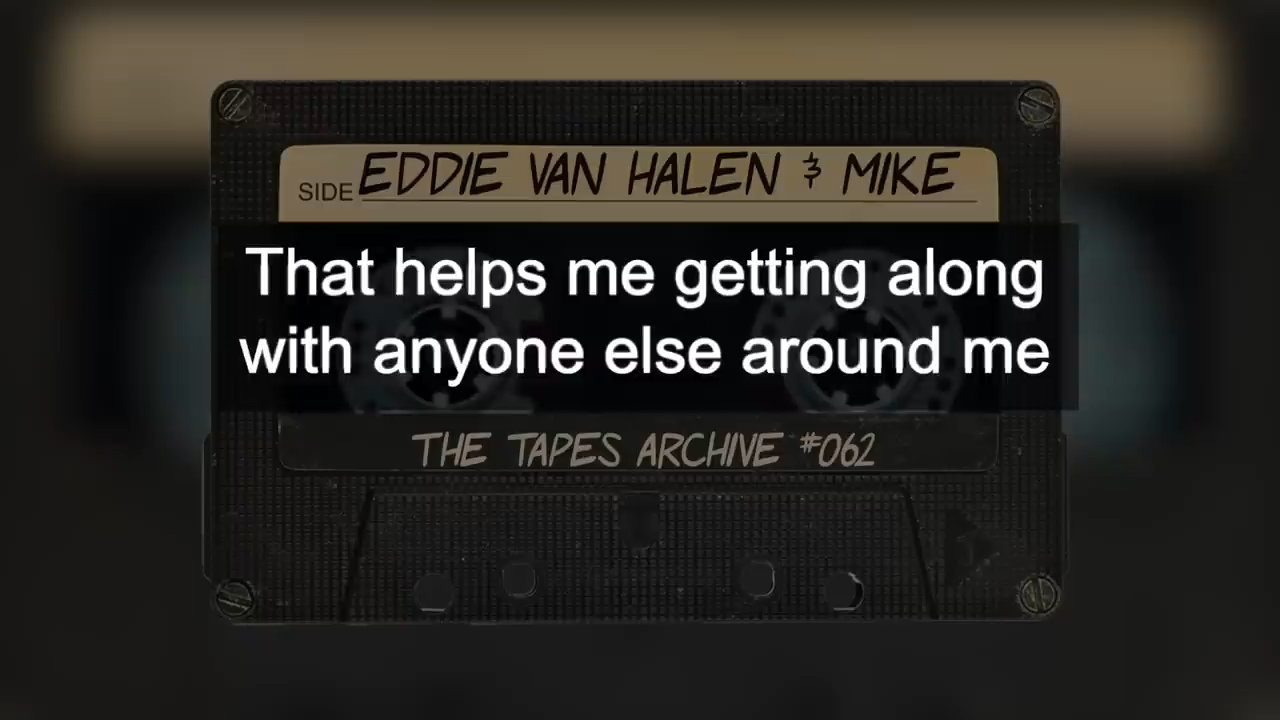 SIDE EDDIE VAN HALEN & MIKE
That helps me getting along
with anyone else around me
THE TAPES ARCHIVE #062